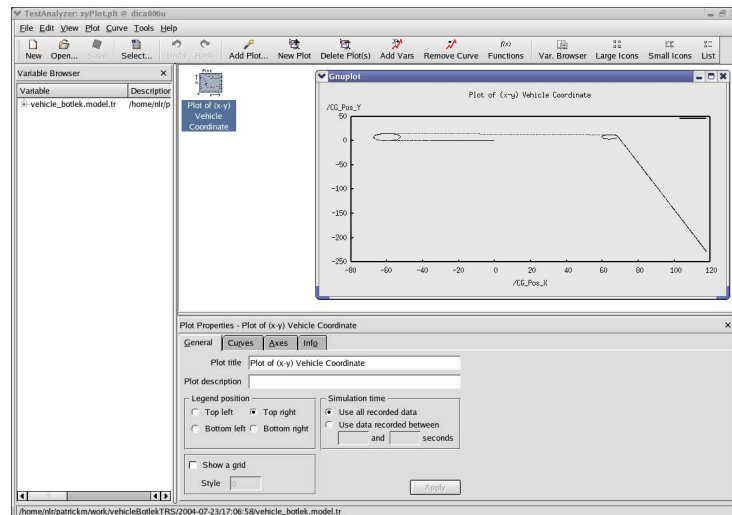 TestAnalyzer: xyPlot.plt @ dica006u
File Edit View Plot Curve Tools Help
New Open... Save Select... Undo Redo Add Plot... New Plot Delete Plot(s) Add Vars Remove Curve Functions Var. Browser Large Icons Small Icons List
f(x)
Variable Browser
Variable Description
vehicle_botlek.model.tr /home/nlr/p
Plot of (x-y) Vehicle Coordinate
Gnuplot
Plot of (x-y) Vehicle Coordinate
/CG_Pos_Y
50
0
-50
-100
-150
-200
-250
-80 -60 -40 -20 0 20 40 60 80 100 120
/CG_Pos_X
Plot Properties - Plot of (x-y) Vehicle Coordinate
General Curves Axes Info
Plot title Plot of (x-y) Vehicle Coordinate
Plot description
Legend position
Top left Top right
Bottom left Bottom right
Simulation time
Use all recorded data
Use data recorded between
and seconds
Show a grid
Style 0
Apply
/home/nlr/patrickm/work/vehicleBotlekTRS/2004-07-23/17:06:58/vehicle_botlek.model.tr